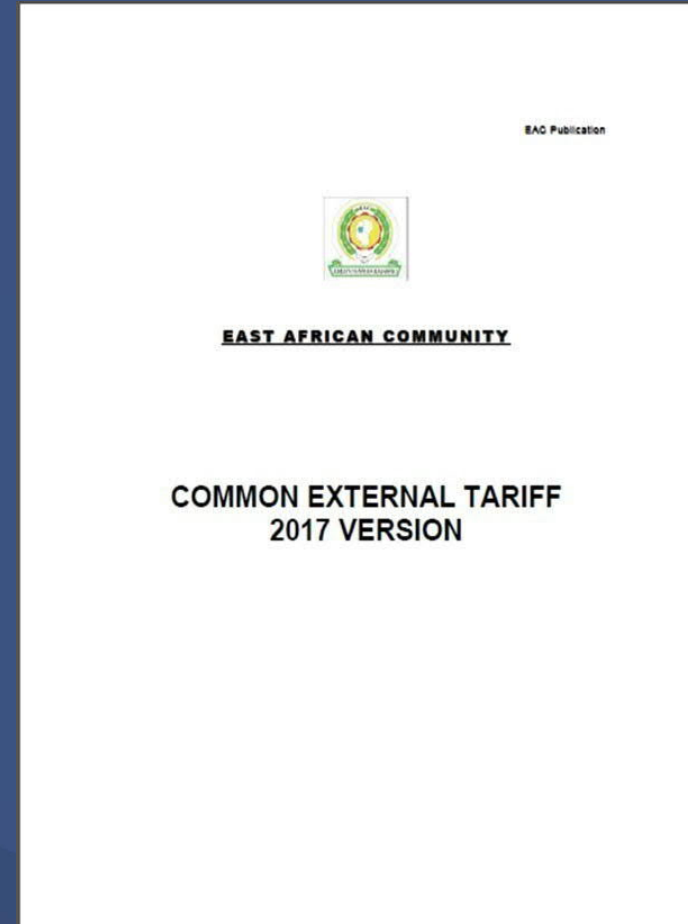 EAC Publication
EAST AFRICAN COMMUNITY
COMMON EXTERNAL TARIFF
2017 VERSION